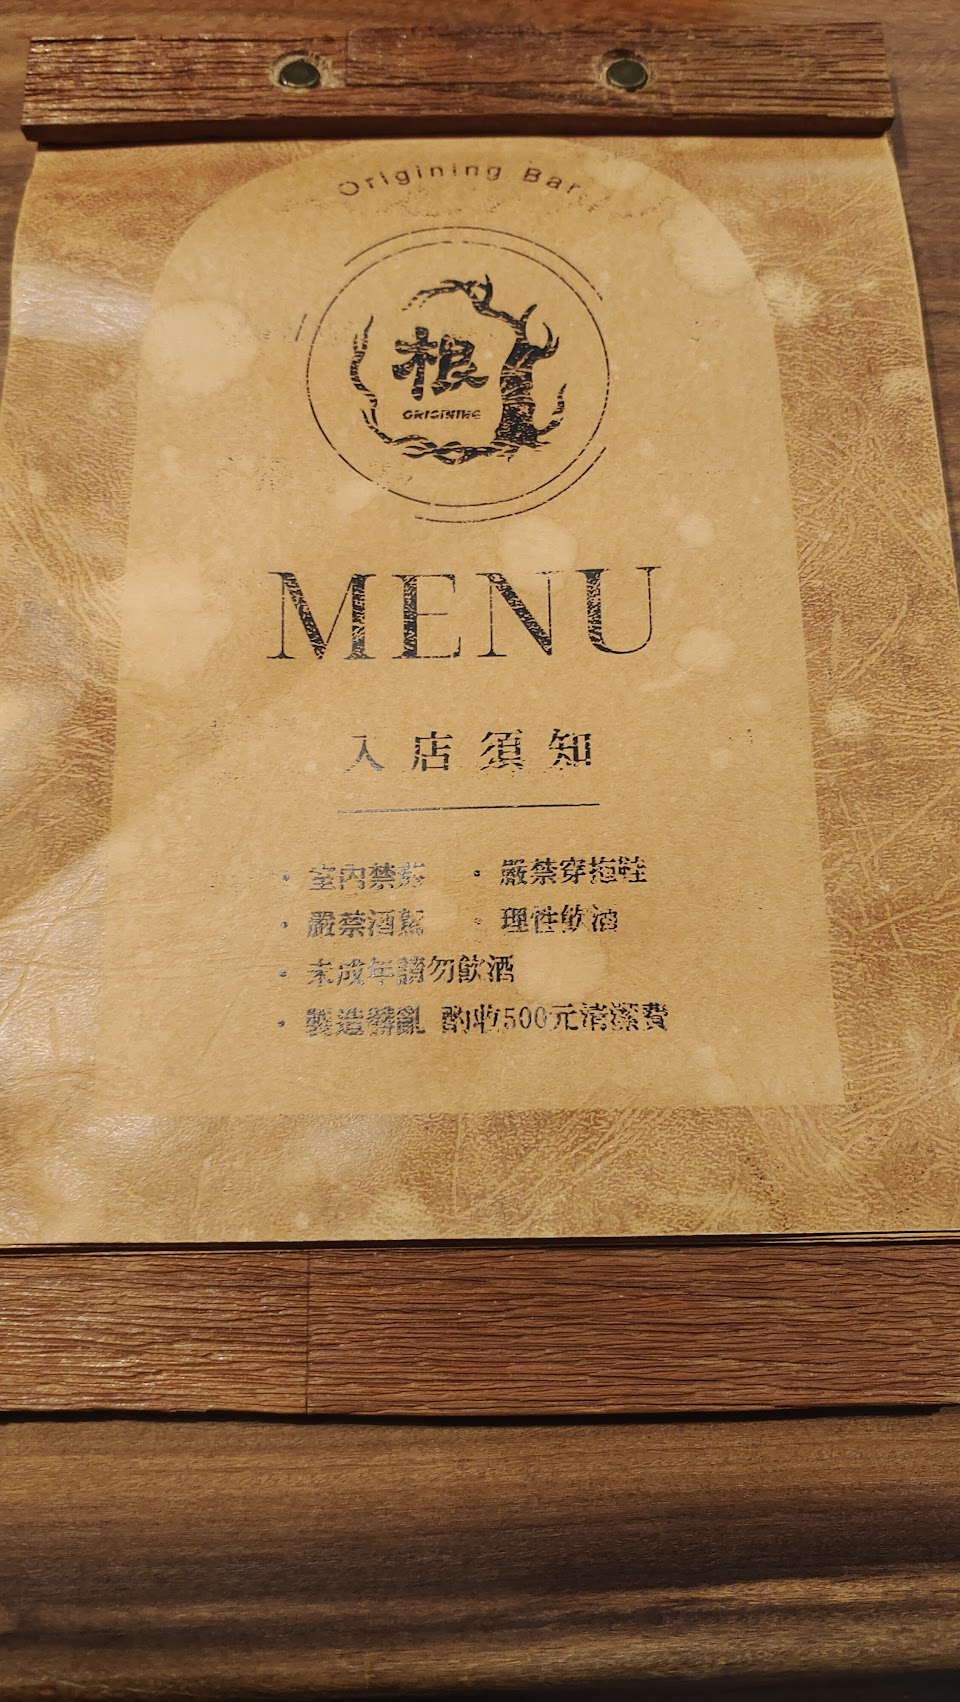 Origining Bar
根
ORIGINING
MENU
入店須知
· 室內禁菸 · 嚴禁穿拖鞋
· 嚴禁酒駕 · 理性飲酒
· 未成年請勿飲酒
· 製造髒亂 酌收500元清潔費